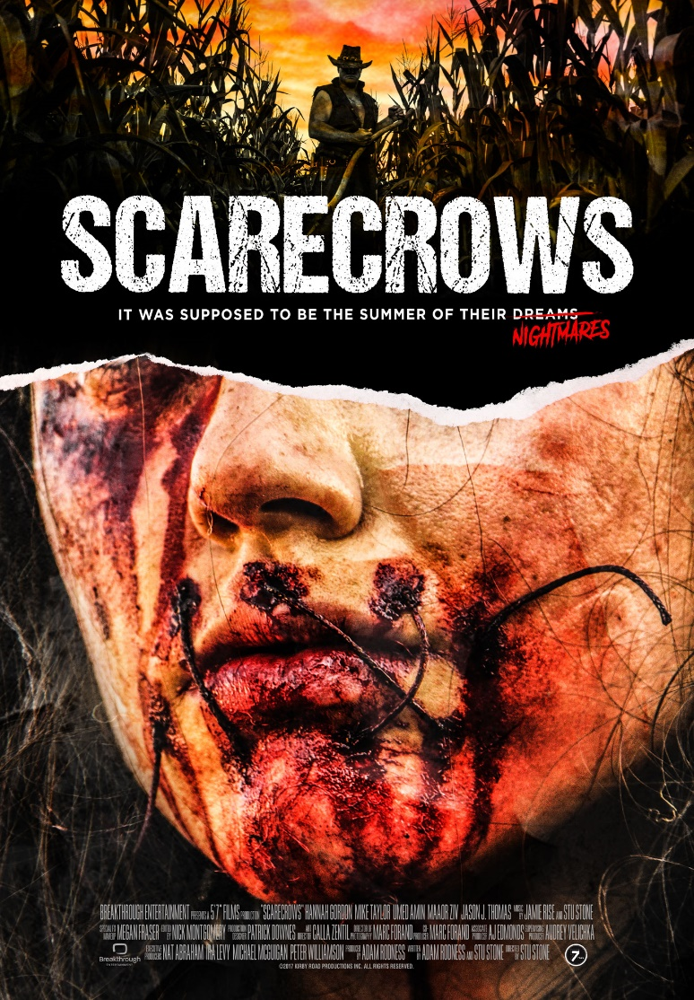 SCARECROWS
IT WAS SUPPOSED TO BE THE SUMMER OF THEIR DREAMS
NIGHTMARES
BREAKTHROUGH ENTERTAINMENT PRESENTS A 5'7" FILMS PRODUCTION "SCARECROWS" HANNAH GORDON MIKE TAYLOR UMED AMIN MAAOR ZIV JASON J. THOMAS MUSIC BY JAMIE RISE AND STU STONE
MAKEUP BY MEGAN FRASER EDITED BY NICK MONTGOMERY PRODUCTION DESIGNER PATRICK DOWNES ART DIRECTOR CALLA ZENTIL DIRECTOR OF PHOTOGRAPHY MARC FORAND CO PRODUCER MARC FORAND ASSOCIATE PRODUCER AJ EDMONDS SUPERVISING PRODUCER AUDREY VELICHKA
EXECUTIVE PRODUCERS NAT ABRAHAM IRA LEVY MICHAEL MCGUIGAN PETER WILLIAMSON PRODUCED BY ADAM RODNESS WRITTEN BY ADAM RODNESS AND STU STONE DIRECTED BY STU STONE
Breakthrough
ENTERTAINMENT
©2017 KIRBY ROAD PRODUCTIONS INC. ALL RIGHTS RESERVED.